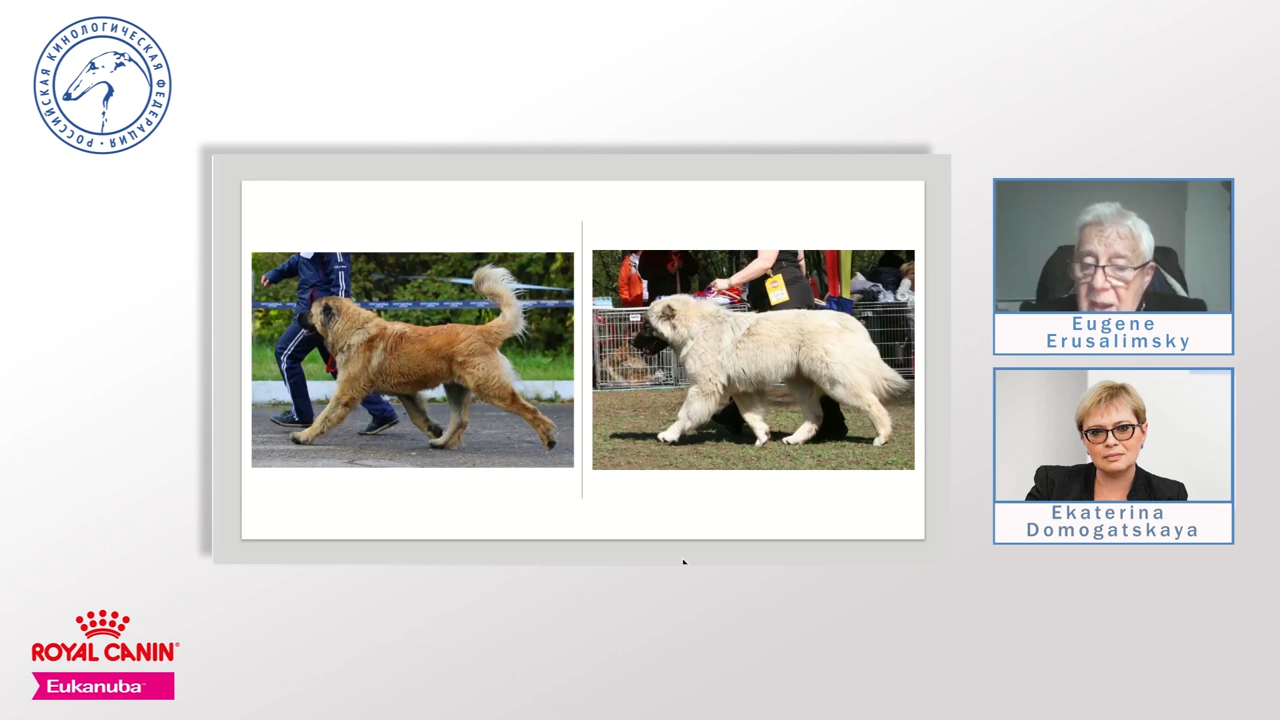 РОССИЙСКАЯ КИНОЛОГИЧЕСКАЯ ФЕДЕРАЦИЯ
Eugene
Erusalimsky
Ekaterina
Domogatskaya
ROYAL CANIN
Eukanuba